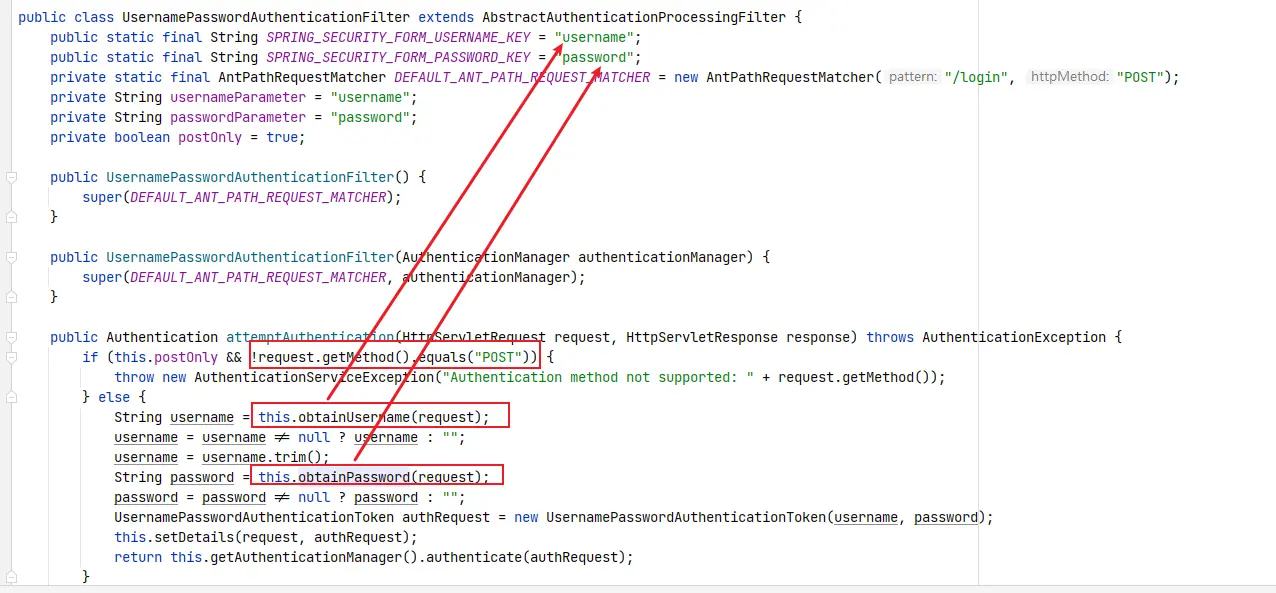 public class UsernamePasswordAuthenticationFilter extends AbstractAuthenticationProcessingFilter {
public static final String SPRING_SECURITY_FORM_USERNAME_KEY = "username";
public static final String SPRING_SECURITY_FORM_PASSWORD_KEY = "password";
private static final AntPathRequestMatcher DEFAULT_ANT_PATH_REQUEST_MATCHER = new AntPathRequestMatcher( pattern: "/login", httpMethod: "POST");
private String usernameParameter = "username";
private String passwordParameter = "password";
private boolean postOnly = true;
public UsernamePasswordAuthenticationFilter() {
super(DEFAULT_ANT_PATH_REQUEST_MATCHER);
}
public UsernamePasswordAuthenticationFilter(AuthenticationManager authenticationManager) {
super(DEFAULT_ANT_PATH_REQUEST_MATCHER, authenticationManager);
}
public Authentication attemptAuthentication(HttpServletRequest request, HttpServletResponse response) throws AuthenticationException {
if (this.postOnly && !request.getMethod().equals("POST")) {
throw new AuthenticationServiceException("Authentication method not supported: " + request.getMethod());
} else {
String username = this.obtainUsername(request);
username = username ≠ null ? username : "";
username = username.trim();
String password = this.obtainPassword(request);
password = password ≠ null ? password : "";
UsernamePasswordAuthenticationToken authRequest = new UsernamePasswordAuthenticationToken(username, password);
this.setDetails(request, authRequest);
return this.getAuthenticationManager().authenticate(authRequest);
}